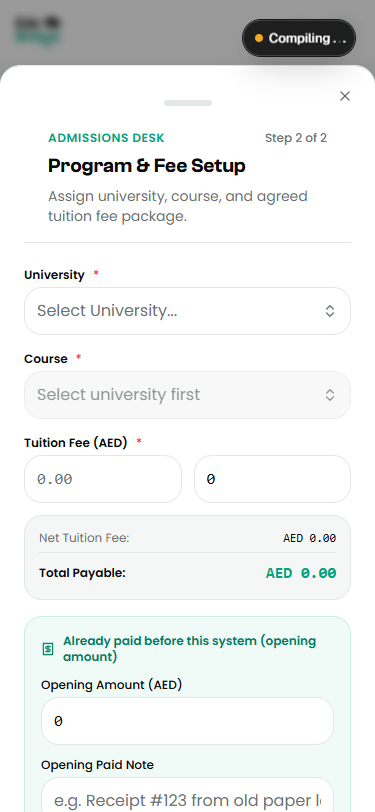 Compiling...
ADMISSIONS DESK
Step 2 of 2
Program & Fee Setup
Assign university, course, and agreed
tuition fee package.
University *
Select University...
Course *
Select university first
Tuition Fee (AED) *
0.00
0
Net Tuition Fee:
AED 0.00
Total Payable:
AED 0.00
Already paid before this system (opening
amount)
Opening Amount (AED)
0
Opening Paid Note
e.g. Receipt #123 from old paper